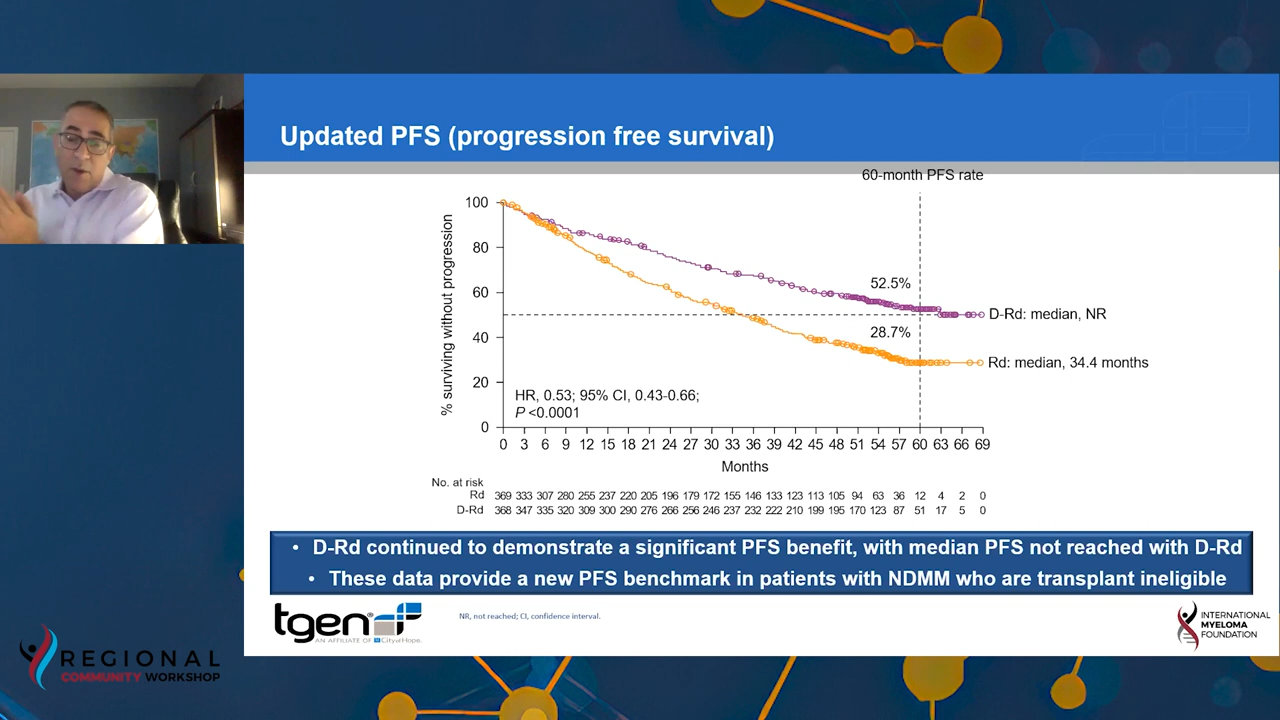 Updated PFS (progression free survival)
60-month PFS rate
% surviving without progression
100
80
60
40
20
0
52.5%
28.7%
D-Rd: median, NR
Rd: median, 34.4 months
HR, 0.53; 95% CI, 0.43-0.66;
P <0.0001
0 3 6 9 12 15 18 21 24 27 30 33 36 39 42 45 48 51 54 57 60 63 66 69
Months
No. at risk
Rd 369 333 307 280 255 237 220 205 196 179 172 155 146 133 123 113 105 94 63 36 12 4 2 0
D-Rd 368 347 335 320 309 300 290 276 266 256 246 237 232 222 210 199 195 170 123 87 51 17 5 0
• D-Rd continued to demonstrate a significant PFS benefit, with median PFS not reached with D-Rd
• These data provide a new PFS benchmark in patients with NDMM who are transplant ineligible
tgen®
AN AFFILIATE OF City of Hope.
NR, not reached; CI, confidence interval.
INTERNATIONAL
MYELOMA
FOUNDATION
REGIONAL
COMMUNITY WORKSHOP